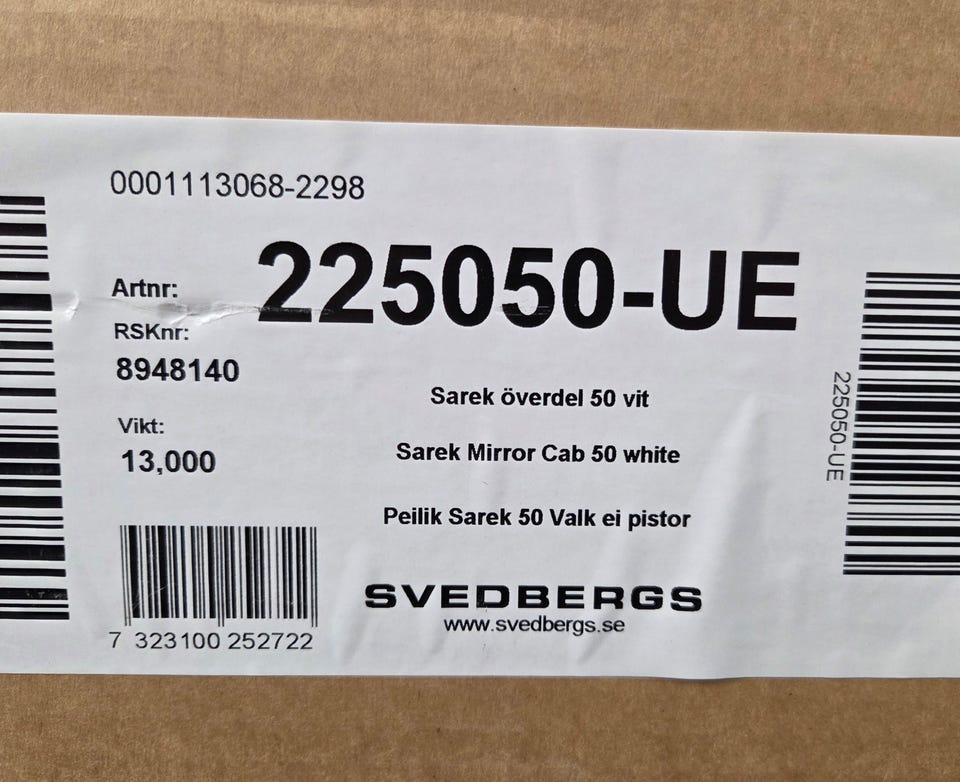 0001113068-2298
Artnr:
225050-UE
RSKnr:
8948140
Vikt:
13,000
Sarek överdel 50 vit
Sarek Mirror Cab 50 white
Peilik Sarek 50 Valk ei pistor
SVEDBERGS
www.svedbergs.se
7 323100 252722
225050-UE